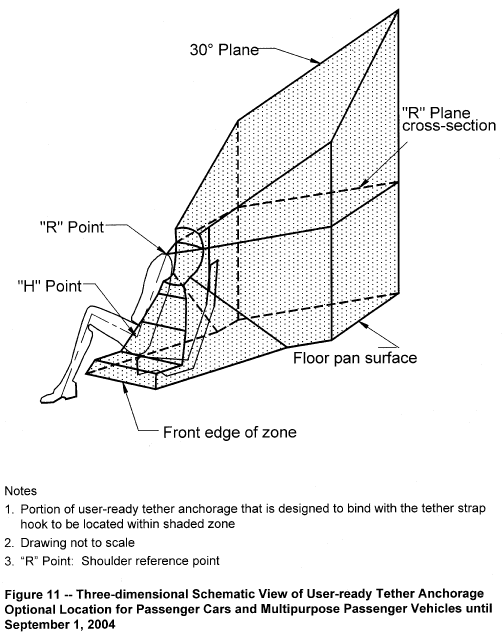 30° Plane
"R" Plane
cross-section
"R" Point
"H" Point
Floor pan surface
Front edge of zone
Notes
1. Portion of user-ready tether anchorage that is designed to bind with the tether strap
hook to be located within shaded zone
2. Drawing not to scale
3. "R" Point: Shoulder reference point
Figure 11 -- Three-dimensional Schematic View of User-ready Tether Anchorage
Optional Location for Passenger Cars and Multipurpose Passenger Vehicles until
September 1, 2004